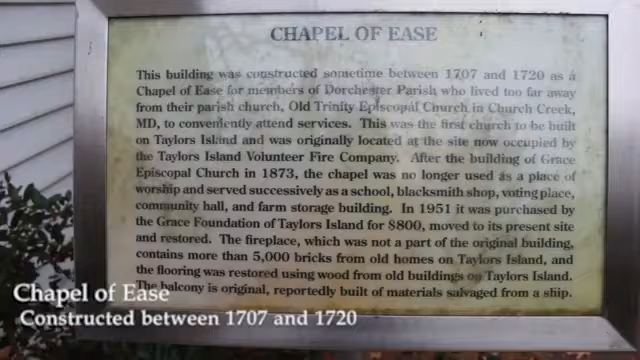 CHAPEL OF EASE
This building was constructed sometime between 1707 and 1720 as a
Chapel of Ease for members of Dorchester Parish who lived too far away
from their parish church, Old Trinity Episcopal Church in Church Creek,
MD, to conveniently attend services. This was the first church to be built
on Taylors Island and was originally located at the site now occupied by
the Taylors Island Volunteer Fire Company. After the building of Grace
Episcopal Church in 1873, the chapel was no longer used as a place of
worship and served successively as a school, blacksmith shop, voting place,
community hall, and farm storage building. In 1951 it was purchased by
the Grace Foundation of Taylors Island for $800, moved to its present site
and restored. The fireplace, which was not a part of the original building,
contains more than 5,000 bricks from old homes on Taylors Island, and
the flooring was restored using wood from old buildings on Taylors Island.
The balcony is original, reportedly built of materials salvaged from a ship.
Chapel of Ease
Constructed between 1707 and 1720